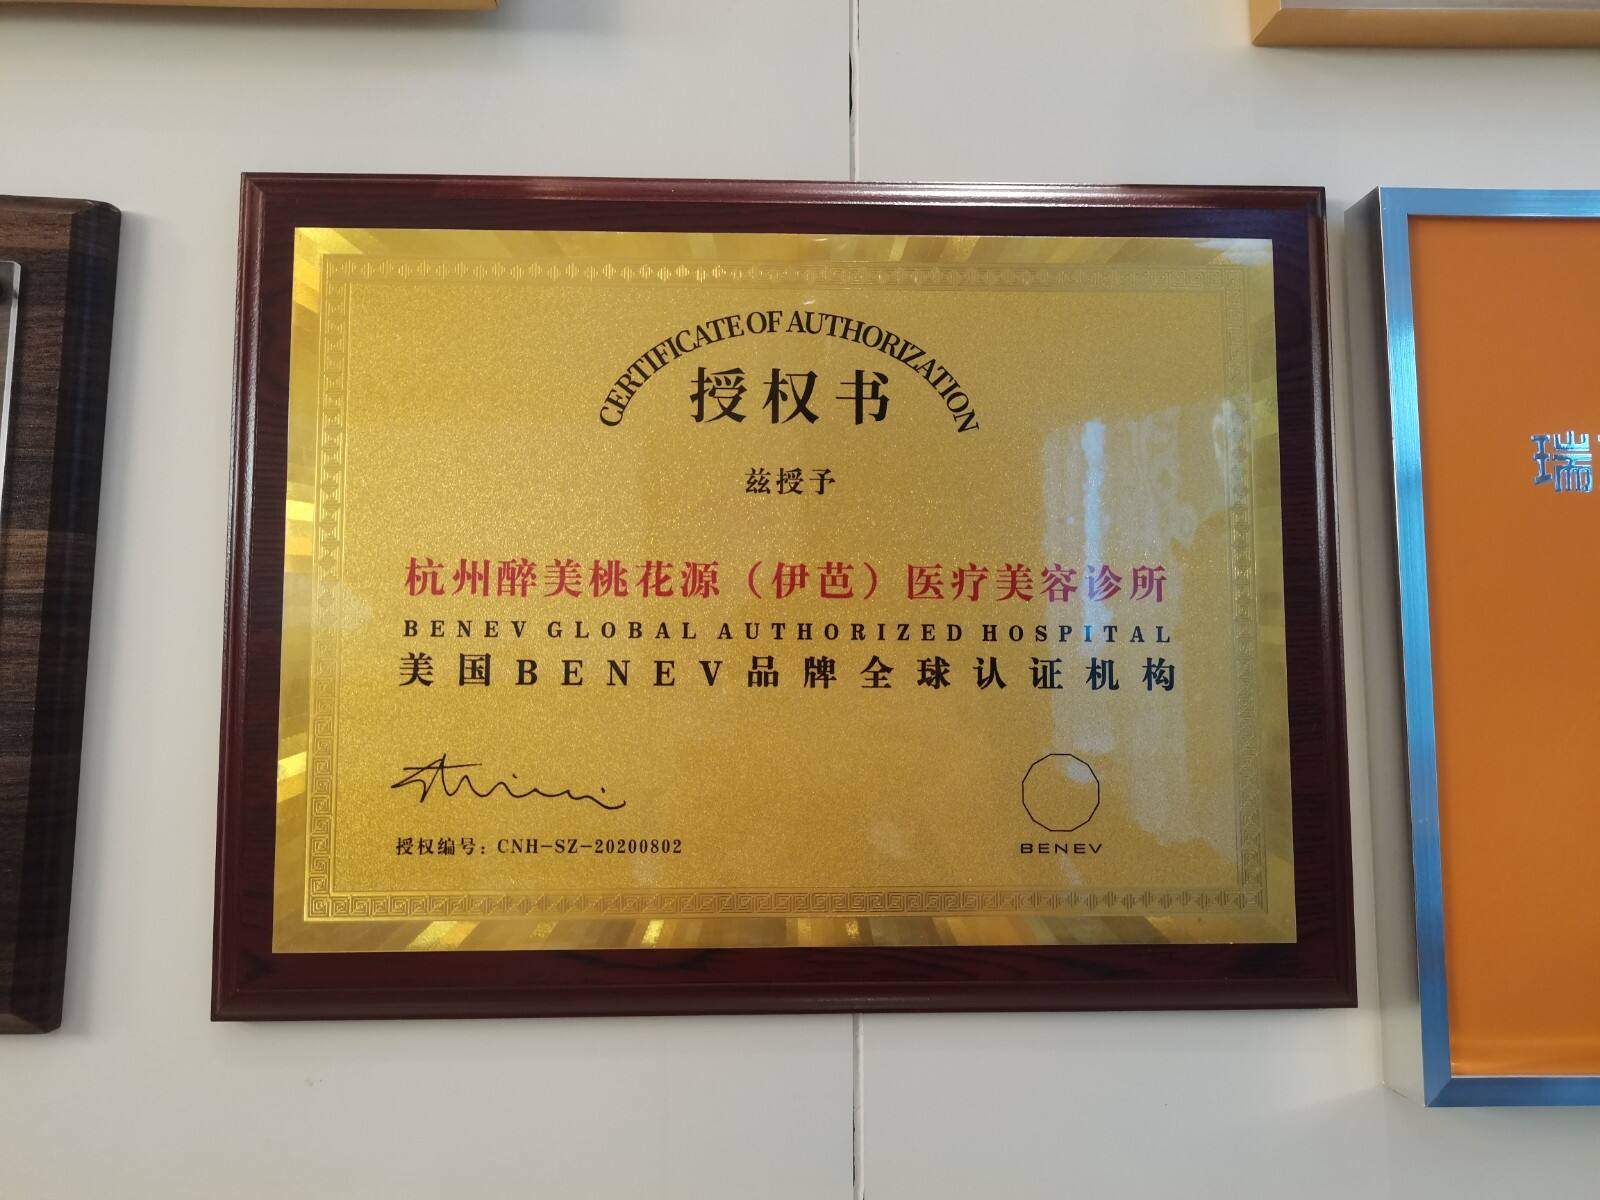 CERTIFICATE OF AUTHORIZATION
授权书
兹授予
杭州醉美桃花源（伊芭）医疗美容诊所
BENEV GLOBAL AUTHORIZED HOSPITAL
美国BENEV品牌全球认证机构
授权编号：CNH-SZ-20200802
BENEV
瑞